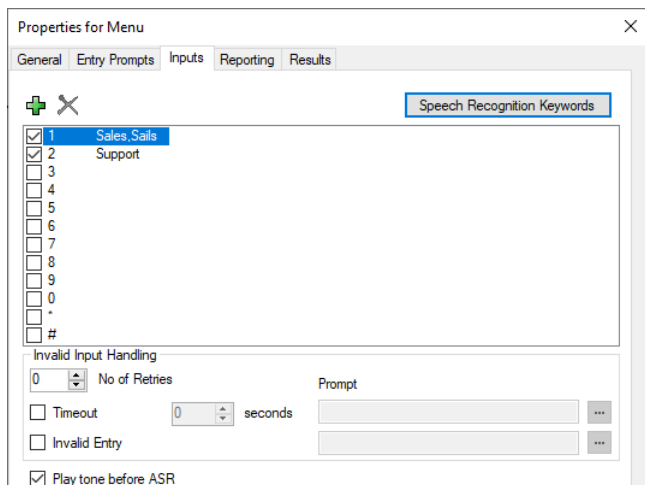 Properties for Menu
General Entry Prompts Inputs Reporting Results
Speech Recognition Keywords
1 Sales,Sails
2 Support
3
4
5
6
7
8
9
0
*
#
Invalid Input Handling
0 No of Retries
Prompt
Timeout 0 seconds ...
Invalid Entry ...
Play tone before ASR